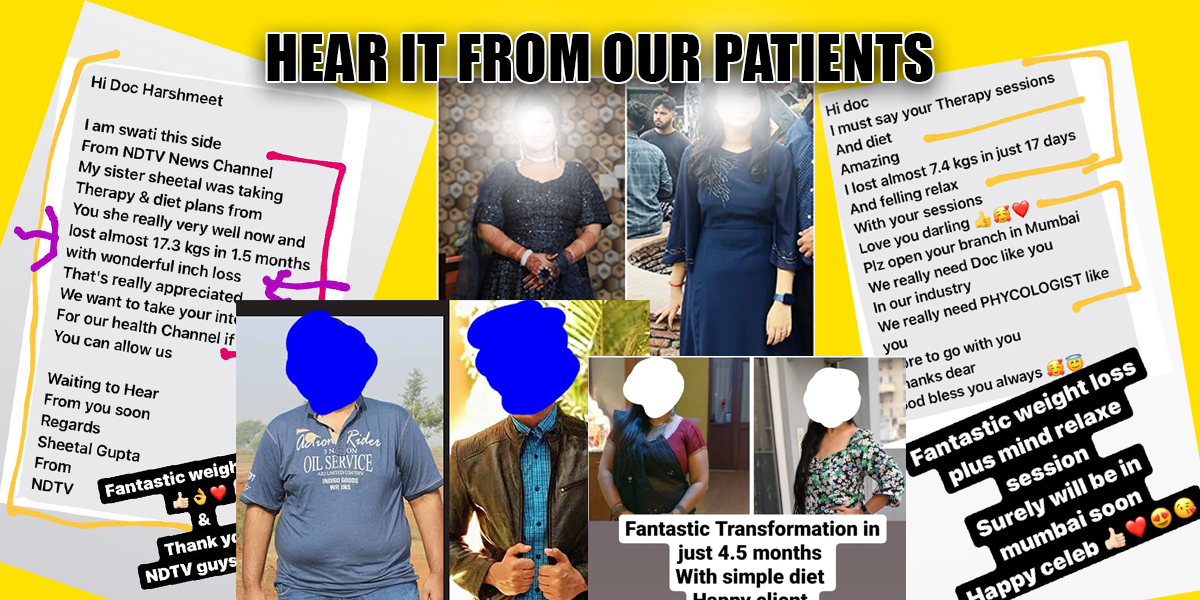 HEAR IT FROM OUR PATIENTS
Hi Doc Harshmeet
I am swati this side
From NDTV News Channel
My sister sheetal was taking
Therapy & diet plans from
You she really very well now and
lost almost 17.3 kgs in 1.5 months
with wonderful inch loss
That's really appreciated
We want to take your
For our health Channel if
You can allow us
Waiting to Hear
From you soon
Regards
Sheetal Gupta
From
NDTV
Fantastic
👍🏻👌❤️
&
Thank
NDTV guys
Action Rider
OIL SERVICE
INDIGO GOODS
Fantastic Transformation in
just 4.5 months
With simple diet
Happy client
Hi doc
I must say your Therapy sessions
And diet
Amazing
I lost almost 7.4 kgs in just 17 days
And felling relax
With your sessions
Love you darling 👍🥰❤️
Plz open your branch in Mumbai
We really need Doc like you
In our industry
We really need PHYCOLOGIST like
you
to go with you
dear
bless you always 🥰😇
Fantastic weight loss
plus mind relaxe
session
Surely will be in
mumbai soon
Happy celeb 👍🏻❤️😍😘